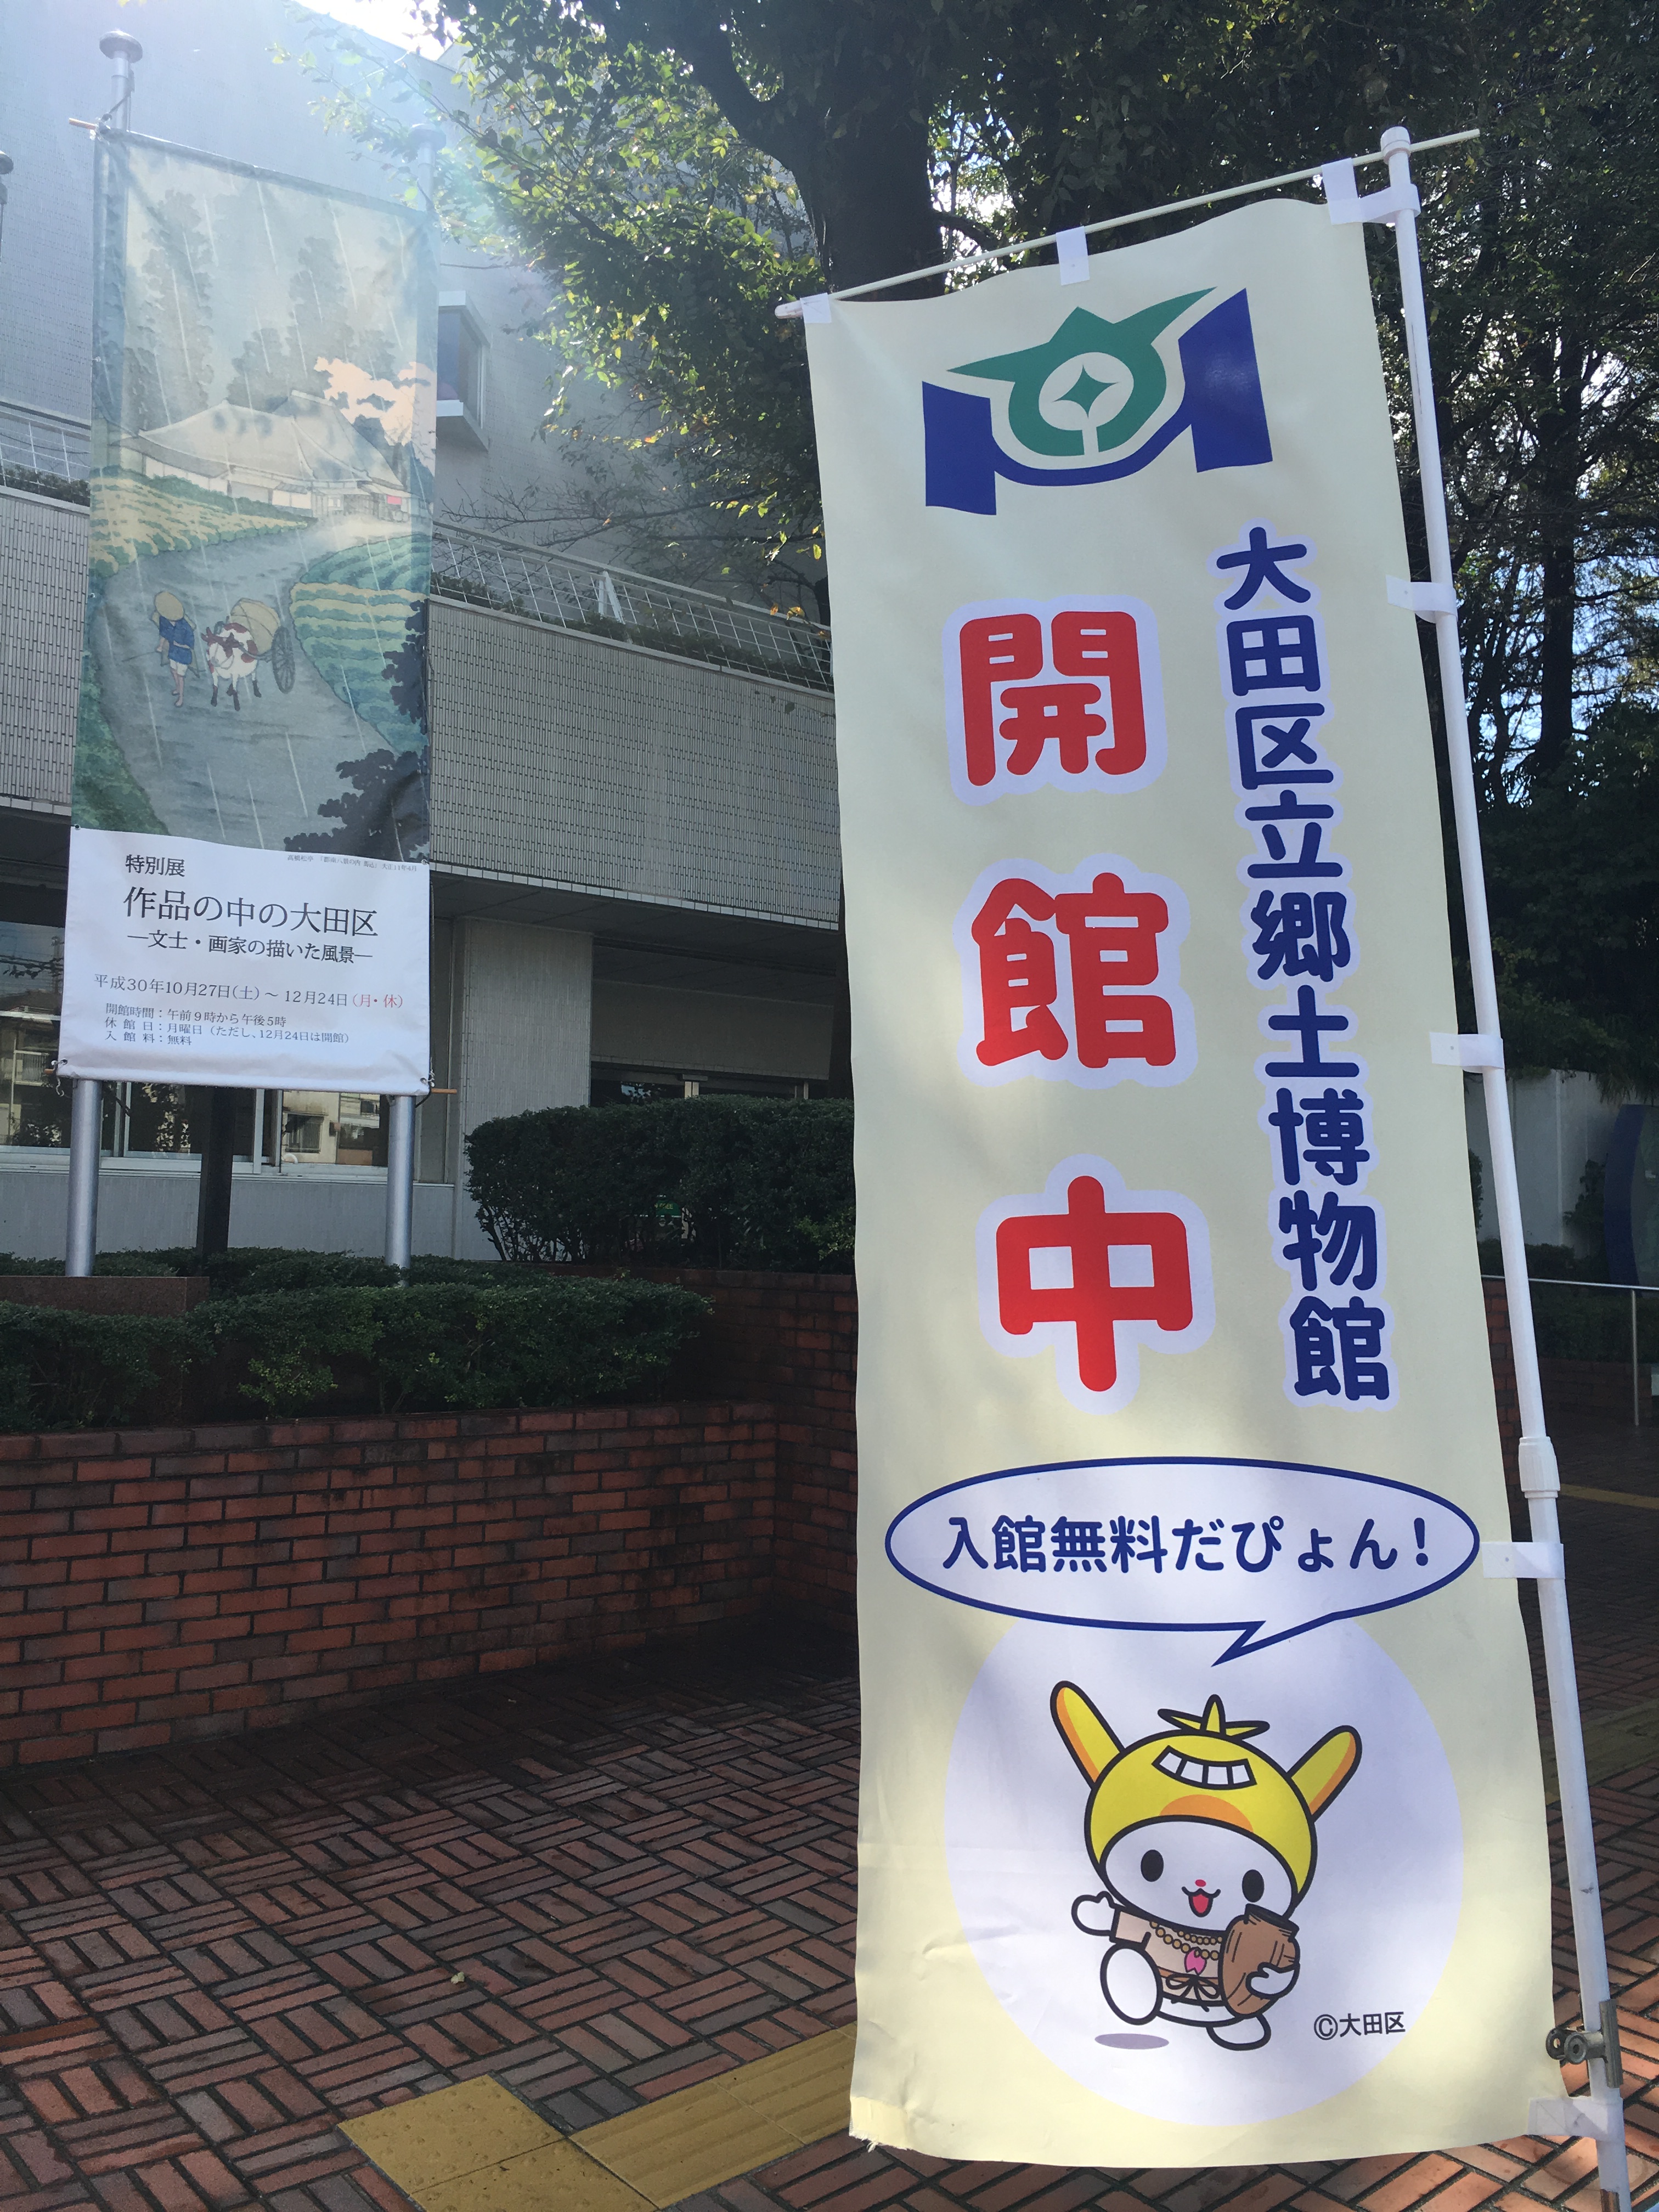 特別展
作品の中の大田区
―文士・画家の描いた風景―
平成30年10月27日(土)～12月24日(月・休)
開館時間：午前9時から午後5時
休館日：月曜日（ただし、12月24日は開館）
入館料：無料
大田区立郷土博物館
開館中
入館無料だぴょん！
©大田区